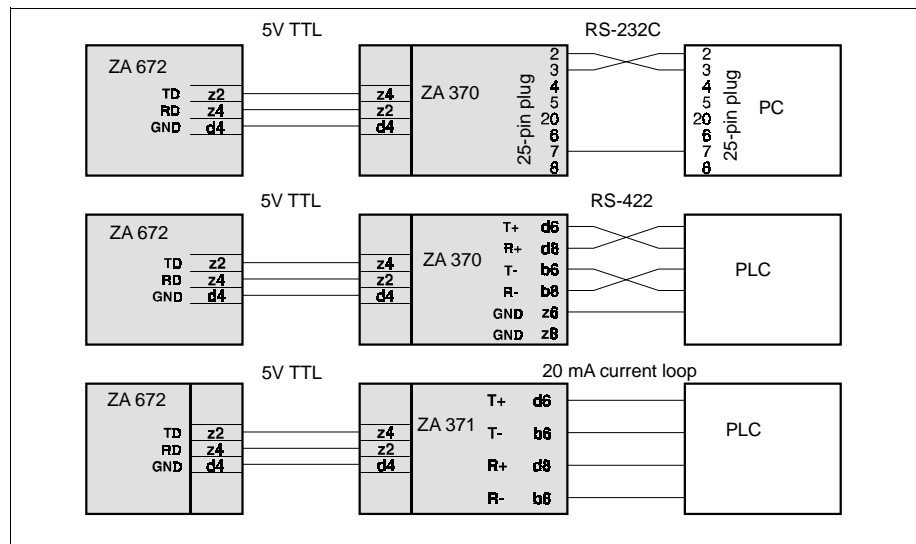 5V TTL RS-232C
ZA 672
TD z2
RD z4
GND d4
z4
z2
d4
ZA 370
25-pin plug
2
3
4
5
20
6
7
8
2
3
4
5
20
6
7
8
25-pin plug
PC
5V TTL RS-422
ZA 672
TD z2
RD z4
GND d4
z4
z2
d4
ZA 370
T+ d6
R+ d8
T- b6
R- b8
GND z6
GND z8
PLC
5V TTL 20 mA current loop
ZA 672
TD z2
RD z4
GND d4
z4
z2
d4
ZA 371
T+ d6
T- b6
R+ d8
R- b6
PLC